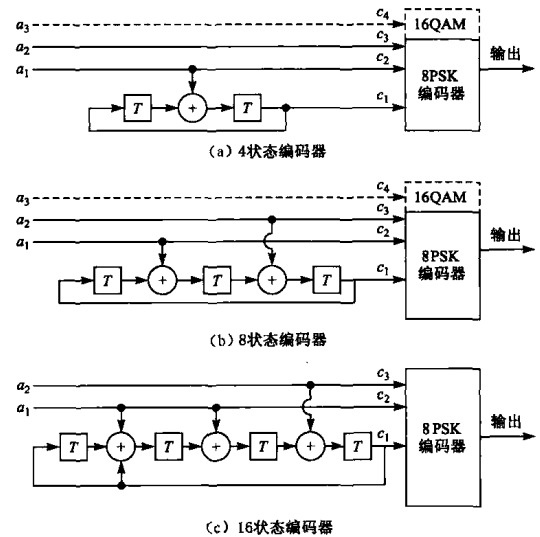 a₃ c₄ 16QAM
a₂ c₃ 输出
a₁ c₂ 8PSK
编码器
T + T c₁
(a) 4状态编码器
a₃ c₄ 16QAM
a₂ c₃ 输出
a₁ c₂ 8PSK
编码器
T + T + T c₁
(b) 8状态编码器
a₂ c₃
a₁ c₂ 8PSK 输出
编码器
T + T + T + T c₁
(c) 16状态编码器